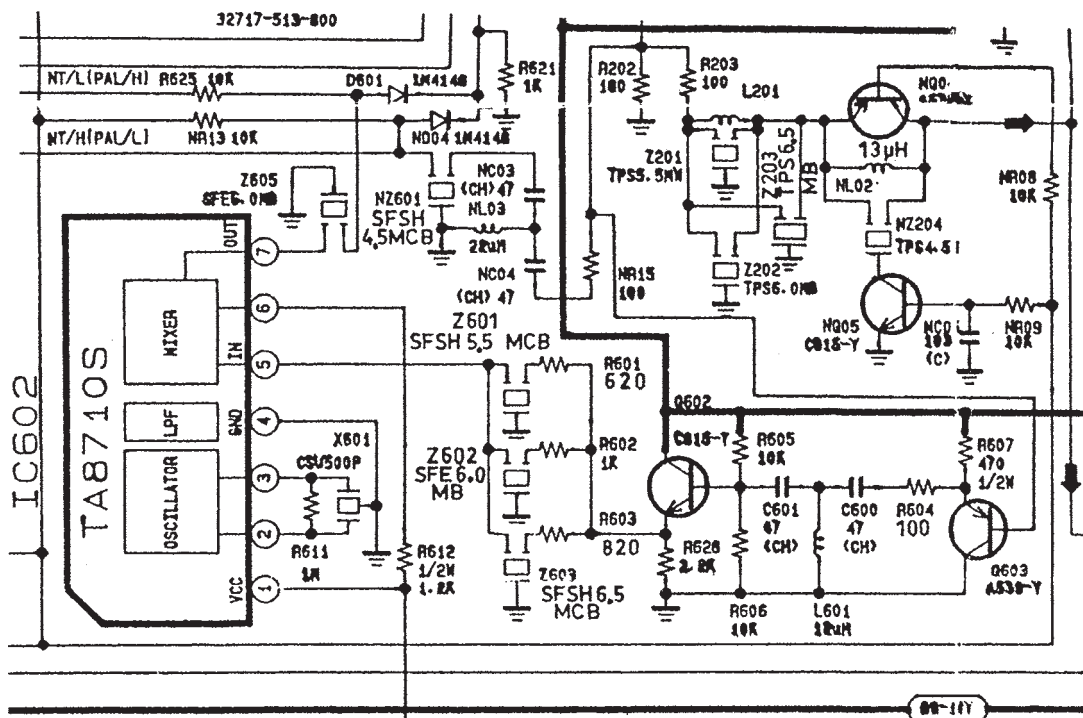 32717-513-800
NT/L(PAL/H)
R625 10K
D601
1N4148
R621
1K
NT/H(PAL/L)
NR13 10K
ND04 1N4148
R202
100
R203
100
L201
Z201
TPS5.5MW
Z203
TPS6.5
MB
13μH
NL02
NR08
10K
NZ204
Z202
TPS6.0MB
NR15
100
NQ05
C815-Y
NC01
103
(C)
NR09
10K
Z605
SFE6.0MB
NZ601
SFSH
4.5MCB
NC03
(CH) 47
NL03
22uH
NC04
(CH) 47
IC602
TA8710S
MIXER
LPF
OSCILLATOR
OUT
IN
GND
VCC
7
6
5
4
3
2
1
X601
CSV500P
R611
1M
R612
1/2W
1.2K
Z601
SFSH 5.5 MCB
R601
620
Z602
SFE6.0
MB
R602
1K
R603
820
Z603
SFSH6.5
MCB
Q602
C815-Y
R628
2.2K
R605
10K
R606
10K
C601
47
(CH)
C600
47
(CH)
L601
12uH
R604
100
R607
470
1/2W
Q603